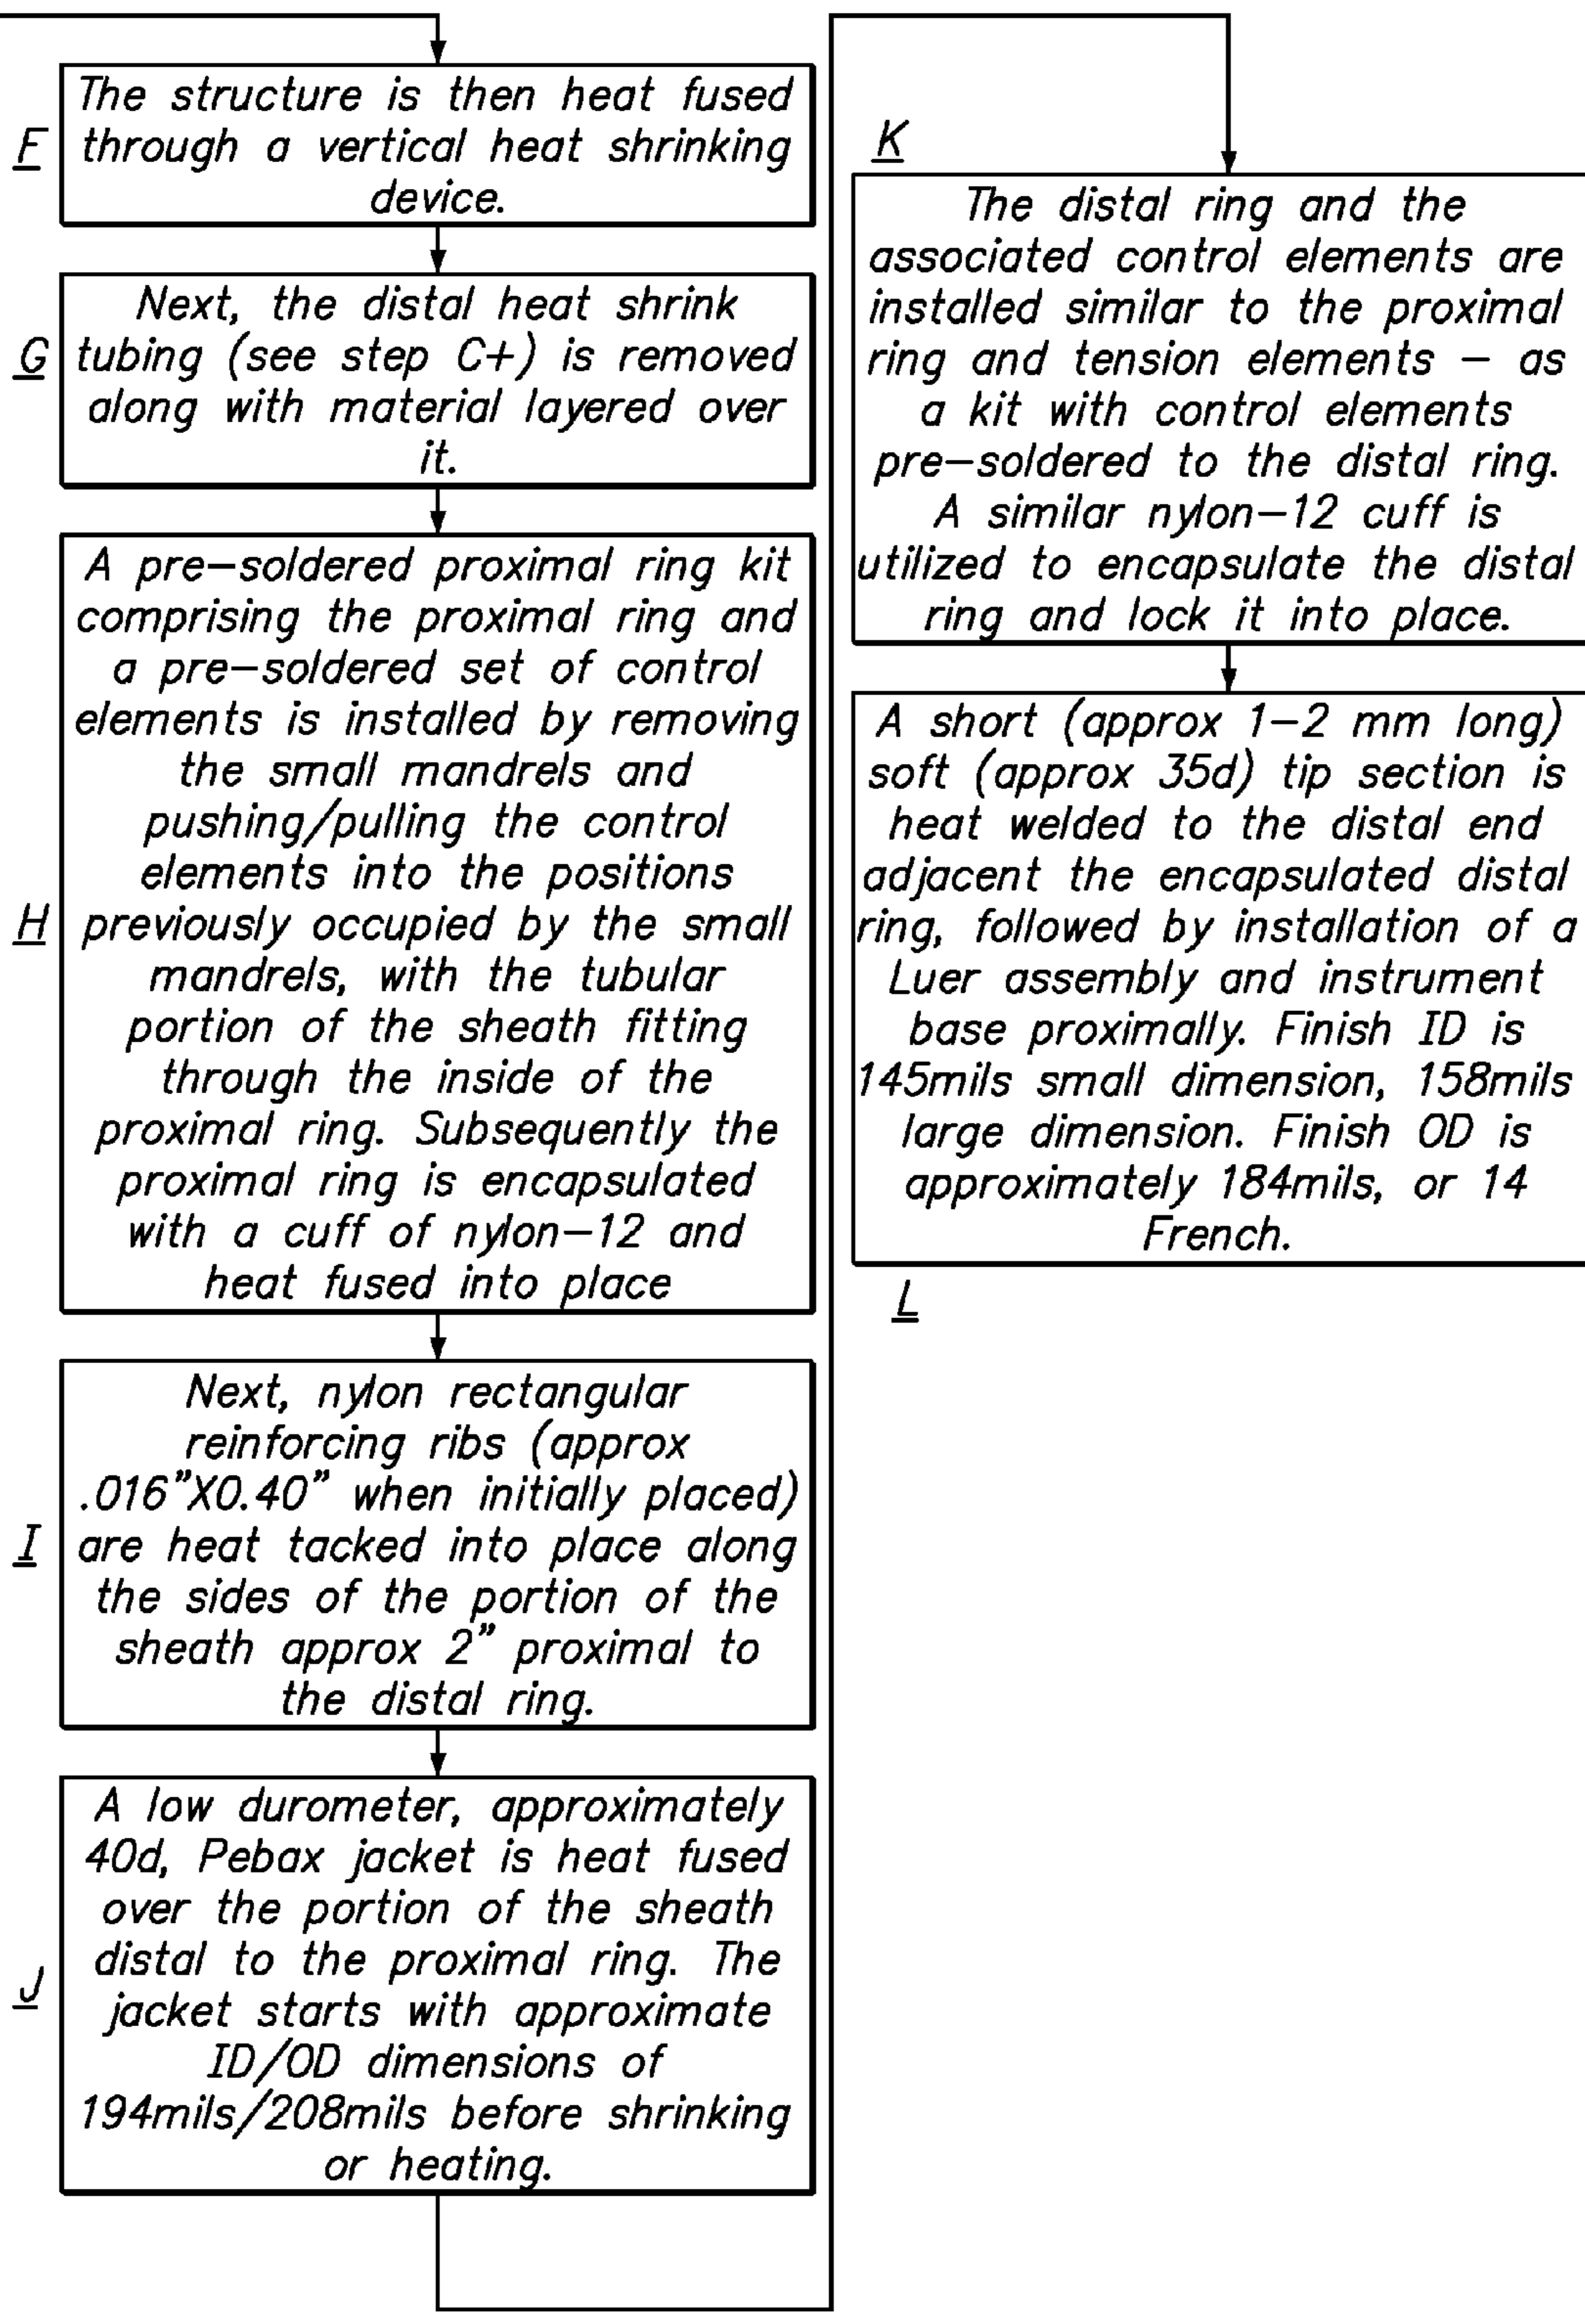 F
The structure is then heat fused
through a vertical heat shrinking
device.
G
Next, the distal heat shrink
tubing (see step C+) is removed
along with material layered over
it.
H
A pre-soldered proximal ring kit
comprising the proximal ring and
a pre-soldered set of control
elements is installed by removing
the small mandrels and
pushing/pulling the control
elements into the positions
previously occupied by the small
mandrels, with the tubular
portion of the sheath fitting
through the inside of the
proximal ring. Subsequently the
proximal ring is encapsulated
with a cuff of nylon-12 and
heat fused into place
I
Next, nylon rectangular
reinforcing ribs (approx
.016"X0.40" when initially placed)
are heat tacked into place along
the sides of the portion of the
sheath approx 2" proximal to
the distal ring.
J
A low durometer, approximately
40d, Pebax jacket is heat fused
over the portion of the sheath
distal to the proximal ring. The
jacket starts with approximate
ID/OD dimensions of
194mils/208mils before shrinking
or heating.
K
The distal ring and the
associated control elements are
installed similar to the proximal
ring and tension elements – as
a kit with control elements
pre-soldered to the distal ring.
A similar nylon-12 cuff is
utilized to encapsulate the distal
ring and lock it into place.
A short (approx 1-2 mm long)
soft (approx 35d) tip section is
heat welded to the distal end
adjacent the encapsulated distal
ring, followed by installation of a
Luer assembly and instrument
base proximally. Finish ID is
145mils small dimension, 158mils
large dimension. Finish OD is
approximately 184mils, or 14
French.
L